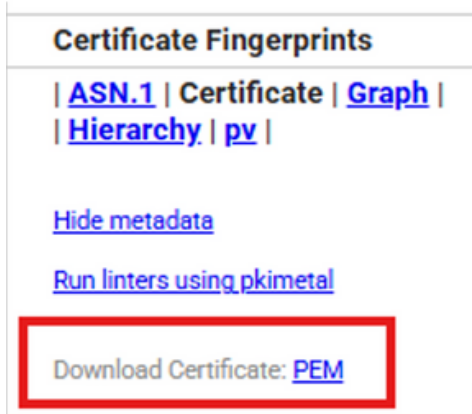 Certificate Fingerprints
| ASN.1 | Certificate | Graph |
| Hierarchy | pv |
Hide metadata
Run linters using pkimetal
Download Certificate: PEM